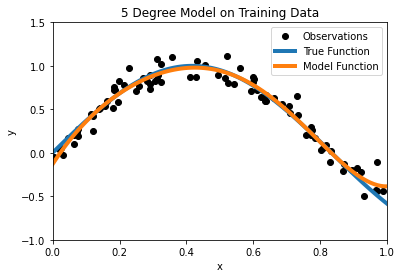 5 Degree Model on Training Data
Observations
True Function
Model Function
1.5
1.0
0.5
0.0
-0.5
-1.0
y
0.0 0.2 0.4 0.6 0.8 1.0
x